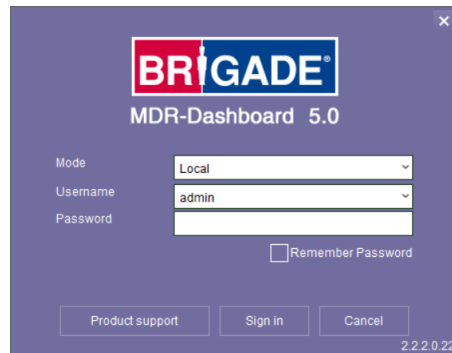 BRIGADE®
MDR-Dashboard 5.0
Mode Local
Username admin
Password
Remember Password
Product support Sign in Cancel
2.2.2.0.22